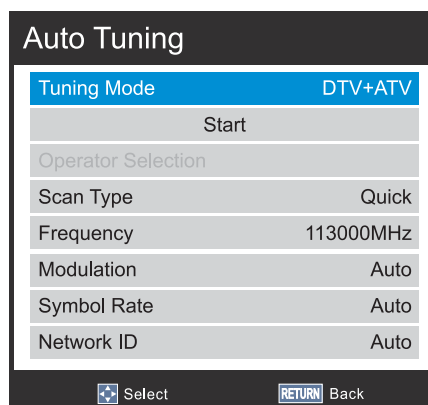 Auto Tuning
Tuning Mode DTV+ATV
Start
Operator Selection
Scan Type Quick
Frequency 113000MHz
Modulation Auto
Symbol Rate Auto
Network ID Auto
Select RETURN Back